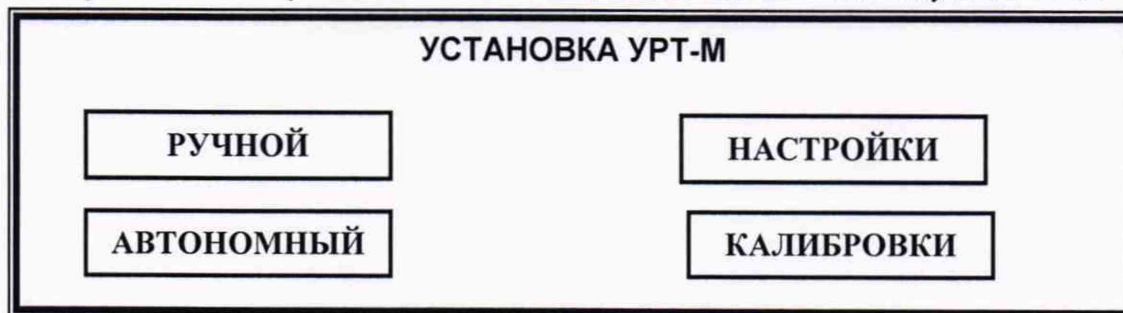 УСТАНОВКА УРТ-М
РУЧНОЙ НАСТРОЙКИ
АВТОНОМНЫЙ КАЛИБРОВКИ